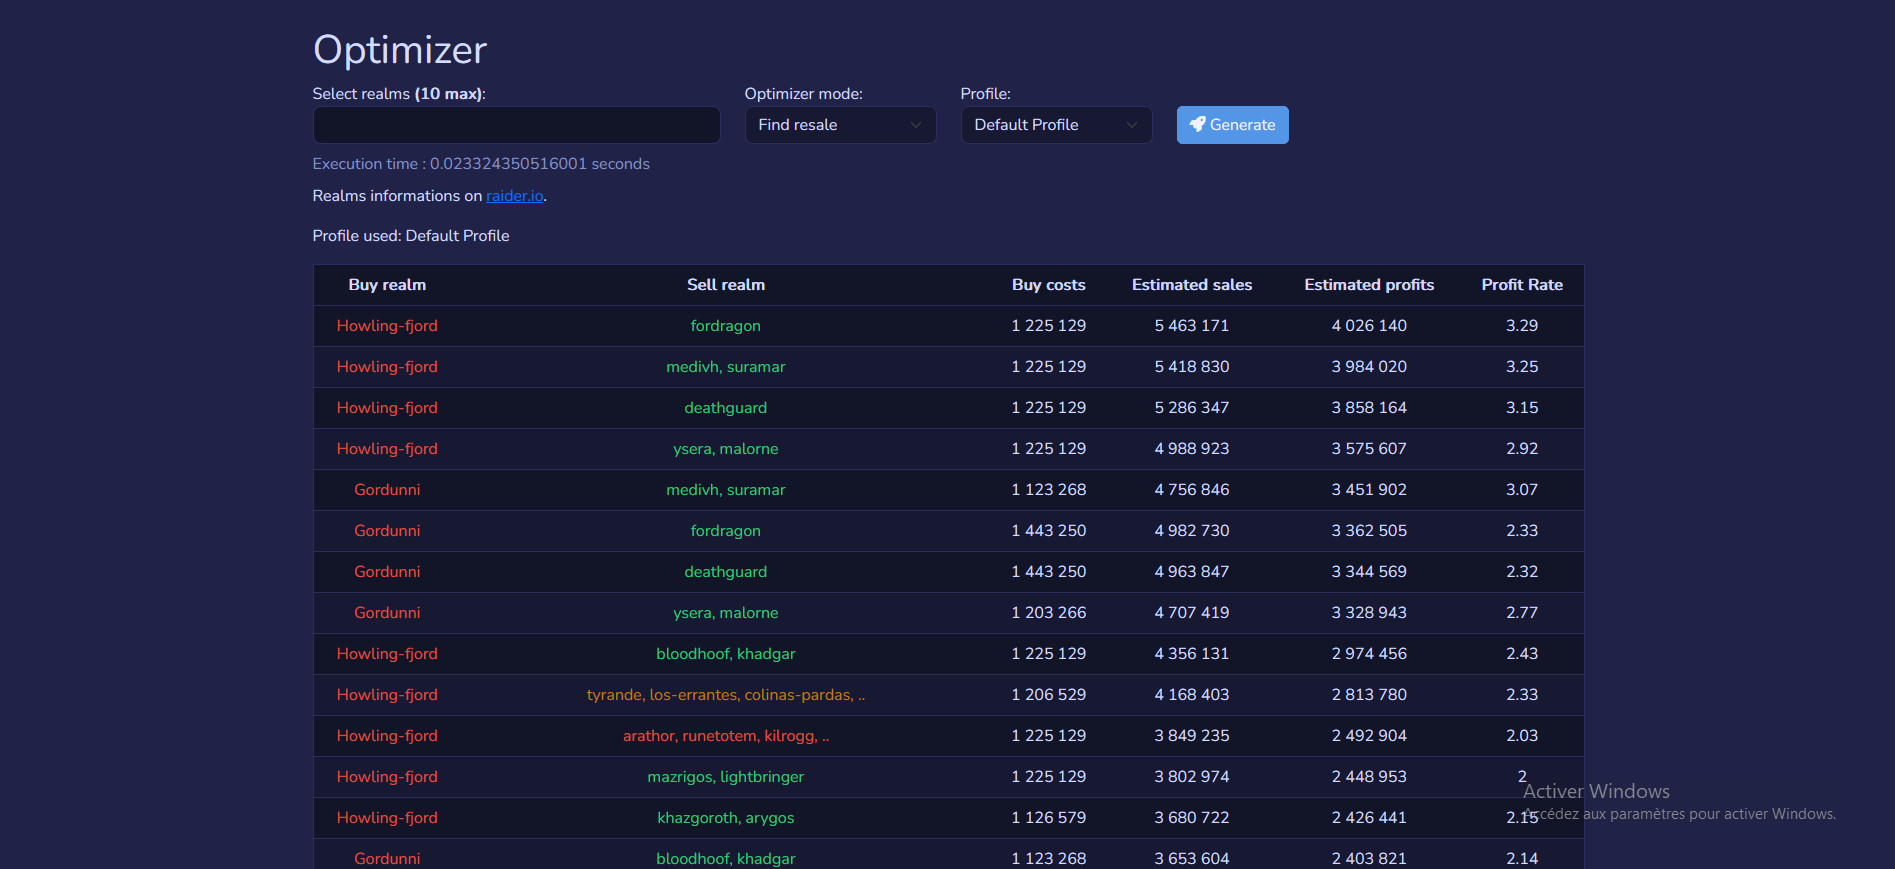 Optimizer
Select realms (10 max): Optimizer mode: Profile:
Find resale Default Profile Generate
Execution time : 0.023324350516001 seconds
Realms informations on raider.io.
Profile used: Default Profile
Buy realm Sell realm Buy costs Estimated sales Estimated profits Profit Rate
Howling-fjord fordragon 1 225 129 5 463 171 4 026 140 3.29
Howling-fjord medivh, suramar 1 225 129 5 418 830 3 984 020 3.25
Howling-fjord deathguard 1 225 129 5 286 347 3 858 164 3.15
Howling-fjord ysera, malorne 1 225 129 4 988 923 3 575 607 2.92
Gordunni medivh, suramar 1 123 268 4 756 846 3 451 902 3.07
Gordunni fordragon 1 443 250 4 982 730 3 362 505 2.33
Gordunni deathguard 1 443 250 4 963 847 3 344 569 2.32
Gordunni ysera, malorne 1 203 266 4 707 419 3 328 943 2.77
Howling-fjord bloodhoof, khadgar 1 225 129 4 356 131 2 974 456 2.43
Howling-fjord tyrande, los-errantes, colinas-pardas, .. 1 206 529 4 168 403 2 813 780 2.33
Howling-fjord arathor, runetotem, kilrogg, .. 1 225 129 3 849 235 2 492 904 2.03
Howling-fjord mazrigos, lightbringer 1 225 129 3 802 974 2 448 953 2
Activer Windows
Howling-fjord khazgoroth, arygos 1 126 579 3 680 722 2 426 441 2.15
Accédez aux paramètres pour activer Windows.
Gordunni bloodhoof, khadgar 1 123 268 3 653 604 2 403 821 2.14